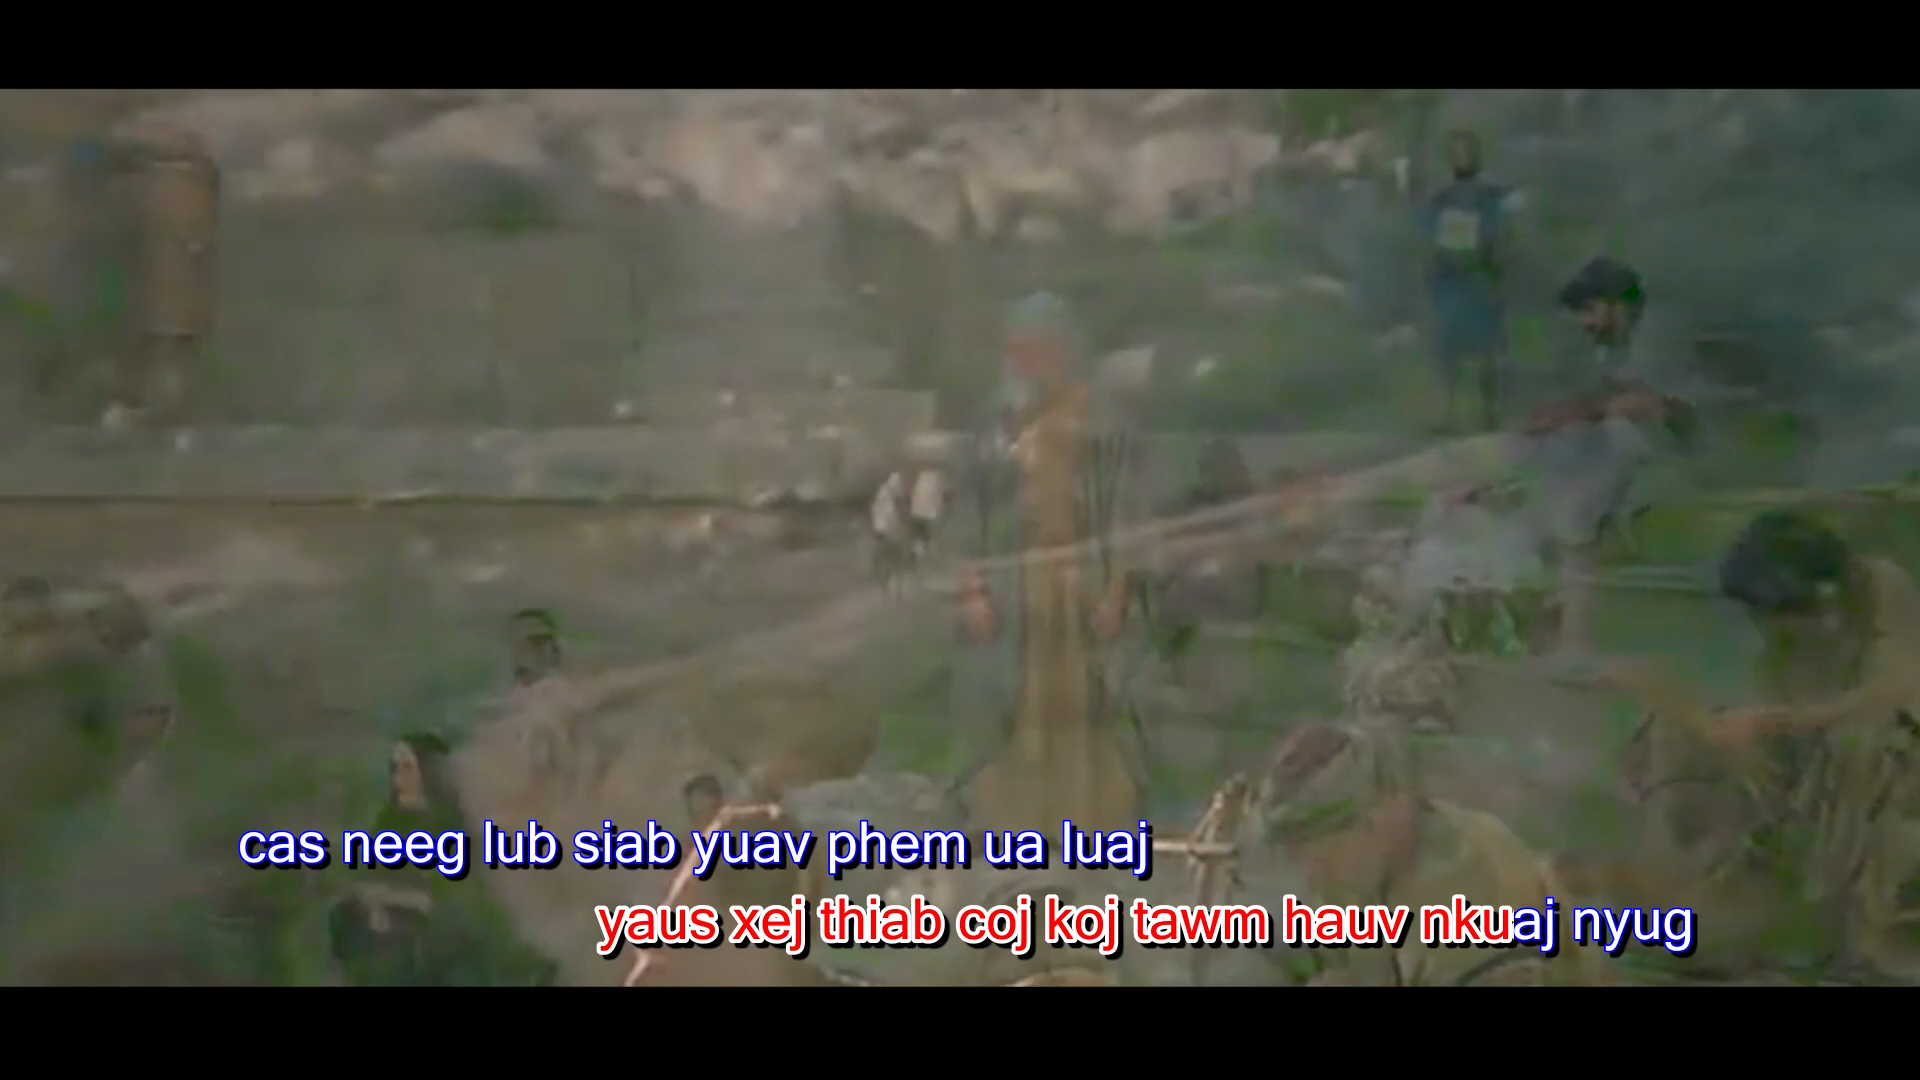 cas neeg lub siab yuav phem ua luaj
yaus xej thiab coj koj tawm hauv nkuaj nyug